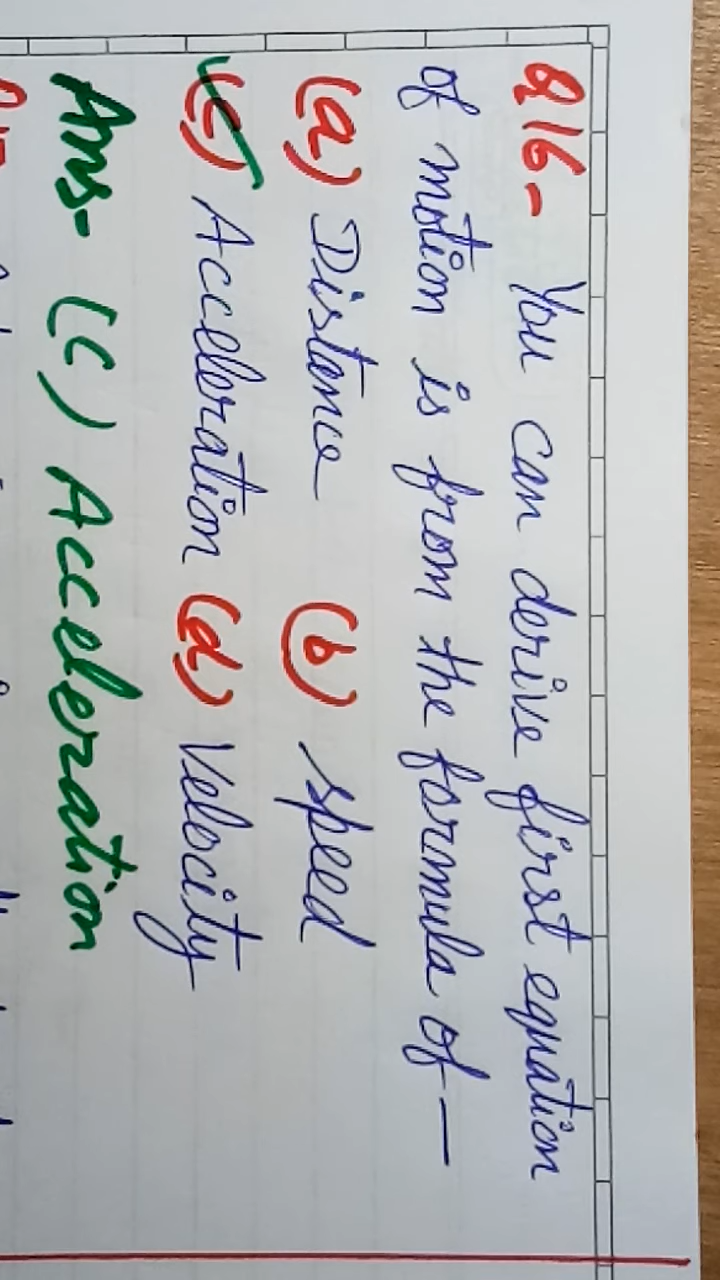 Q16- You can derive first equation
of motion is from the formula of—
(a) Distance (b) speed
(c) Acceleration (d) Velocity
Ans- (C) Acceleration